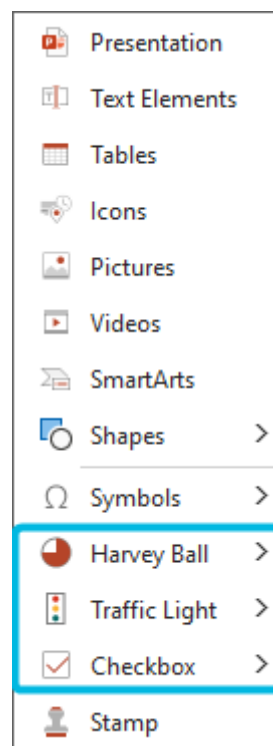 Presentation
Text Elements
Tables
Icons
Pictures
Videos
SmartArts
Shapes
Symbols
Harvey Ball
Traffic Light
Checkbox
Stamp